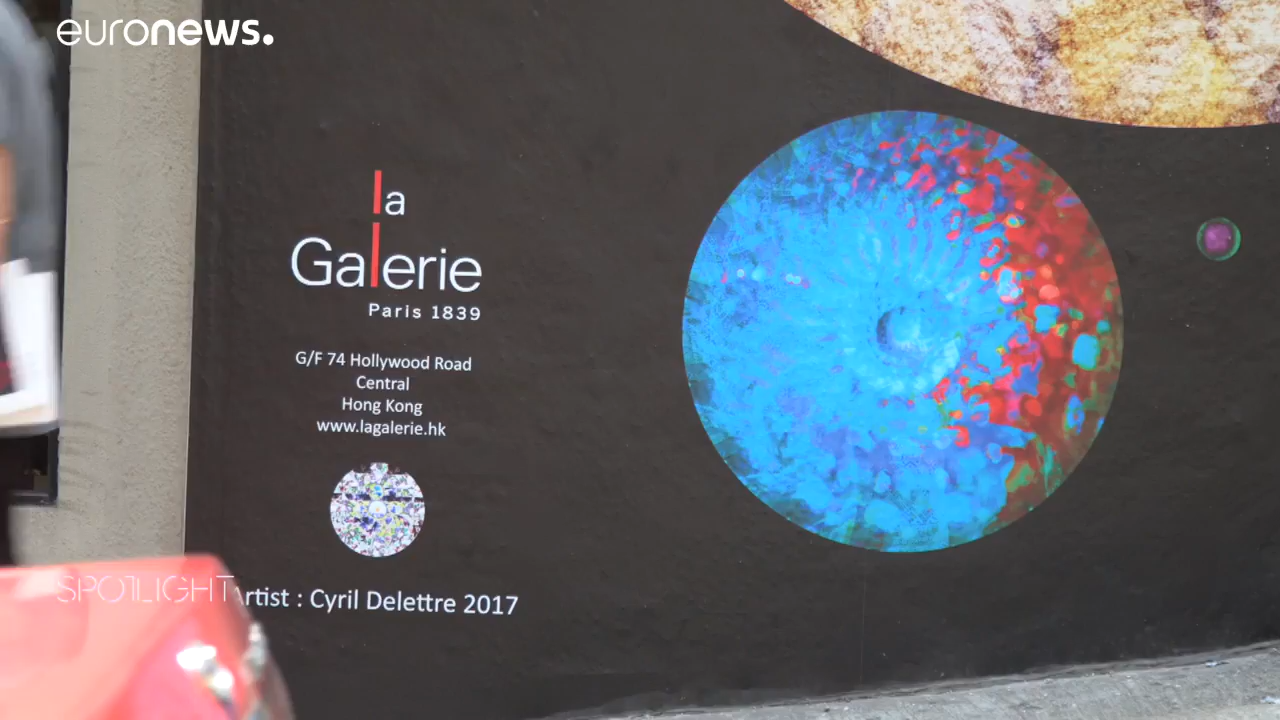 euronews.
la
Galerie
Paris 1839
G/F 74 Hollywood Road
Central
Hong Kong
www.lagalerie.hk
SPOTLIGHT
Artist : Cyril Delettre 2017